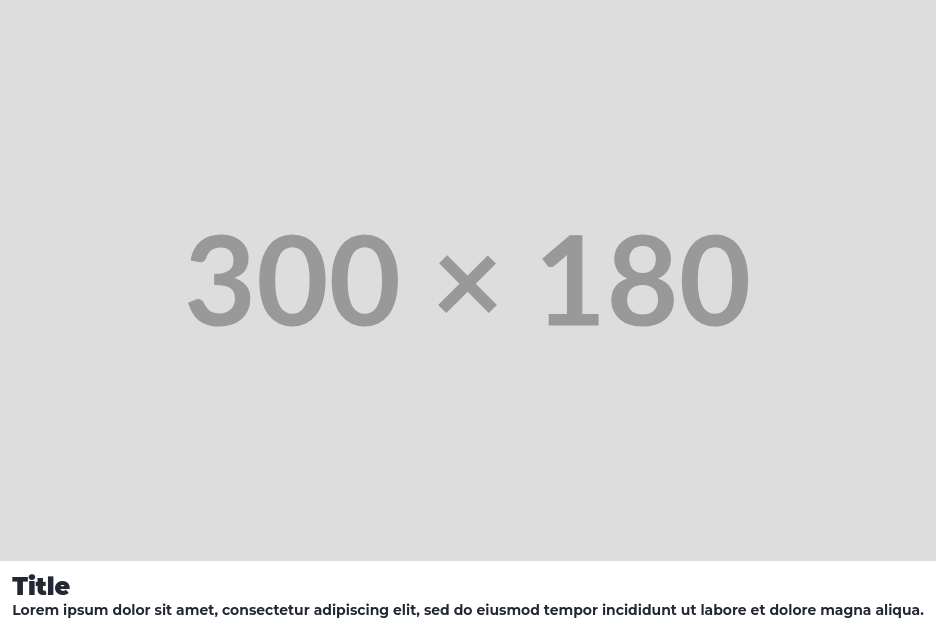 300 × 180
Title
Lorem ipsum dolor sit amet, consectetur adipiscing elit, sed do eiusmod tempor incididunt ut labore et dolore magna aliqua.